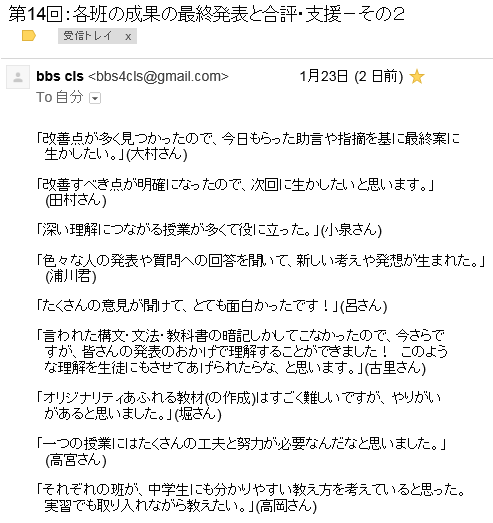 第14回：各班の成果の最終発表と合評・支援－その２
受信トレイ x
bbs cls <bbs4cls@gmail.com> 1月23日 (2 日前)
To 自分
「改善点が多く見つかったので、今日もらった助言や指摘を基に最終案に
生かしたい。」(大村さん)
「改善すべき点が明確になったので、次回に生かしたいと思います。」
(田村さん)
「深い理解につながる授業が多くて役に立った。」(小泉さん)
「色々な人の発表や質問への回答を聞いて、新しい考えや発想が生まれた。」
(浦川君)
「たくさんの意見が聞けて、とても面白かったです！」(呂さん)
「言われた構文・文法・教科書の暗記しかしてこなかったので、今さらで
すが、皆さんの発表のおかげで理解することができました！　このよう
な理解を生徒にもさせてあげられたらな、と思います。」(古里さん)
「オリジナリティあふれる教材(の作成)はすごく難しいですが、やりがい
があると思いました。」(堀さん)
「一つの授業にはたくさんの工夫と努力が必要なんだなと思いました。」
(高宮さん)
「それぞれの班が、中学生にも分かりやすい教え方を考えていると思った。
実習でも取り入れながら教えたい。」(高岡さん)